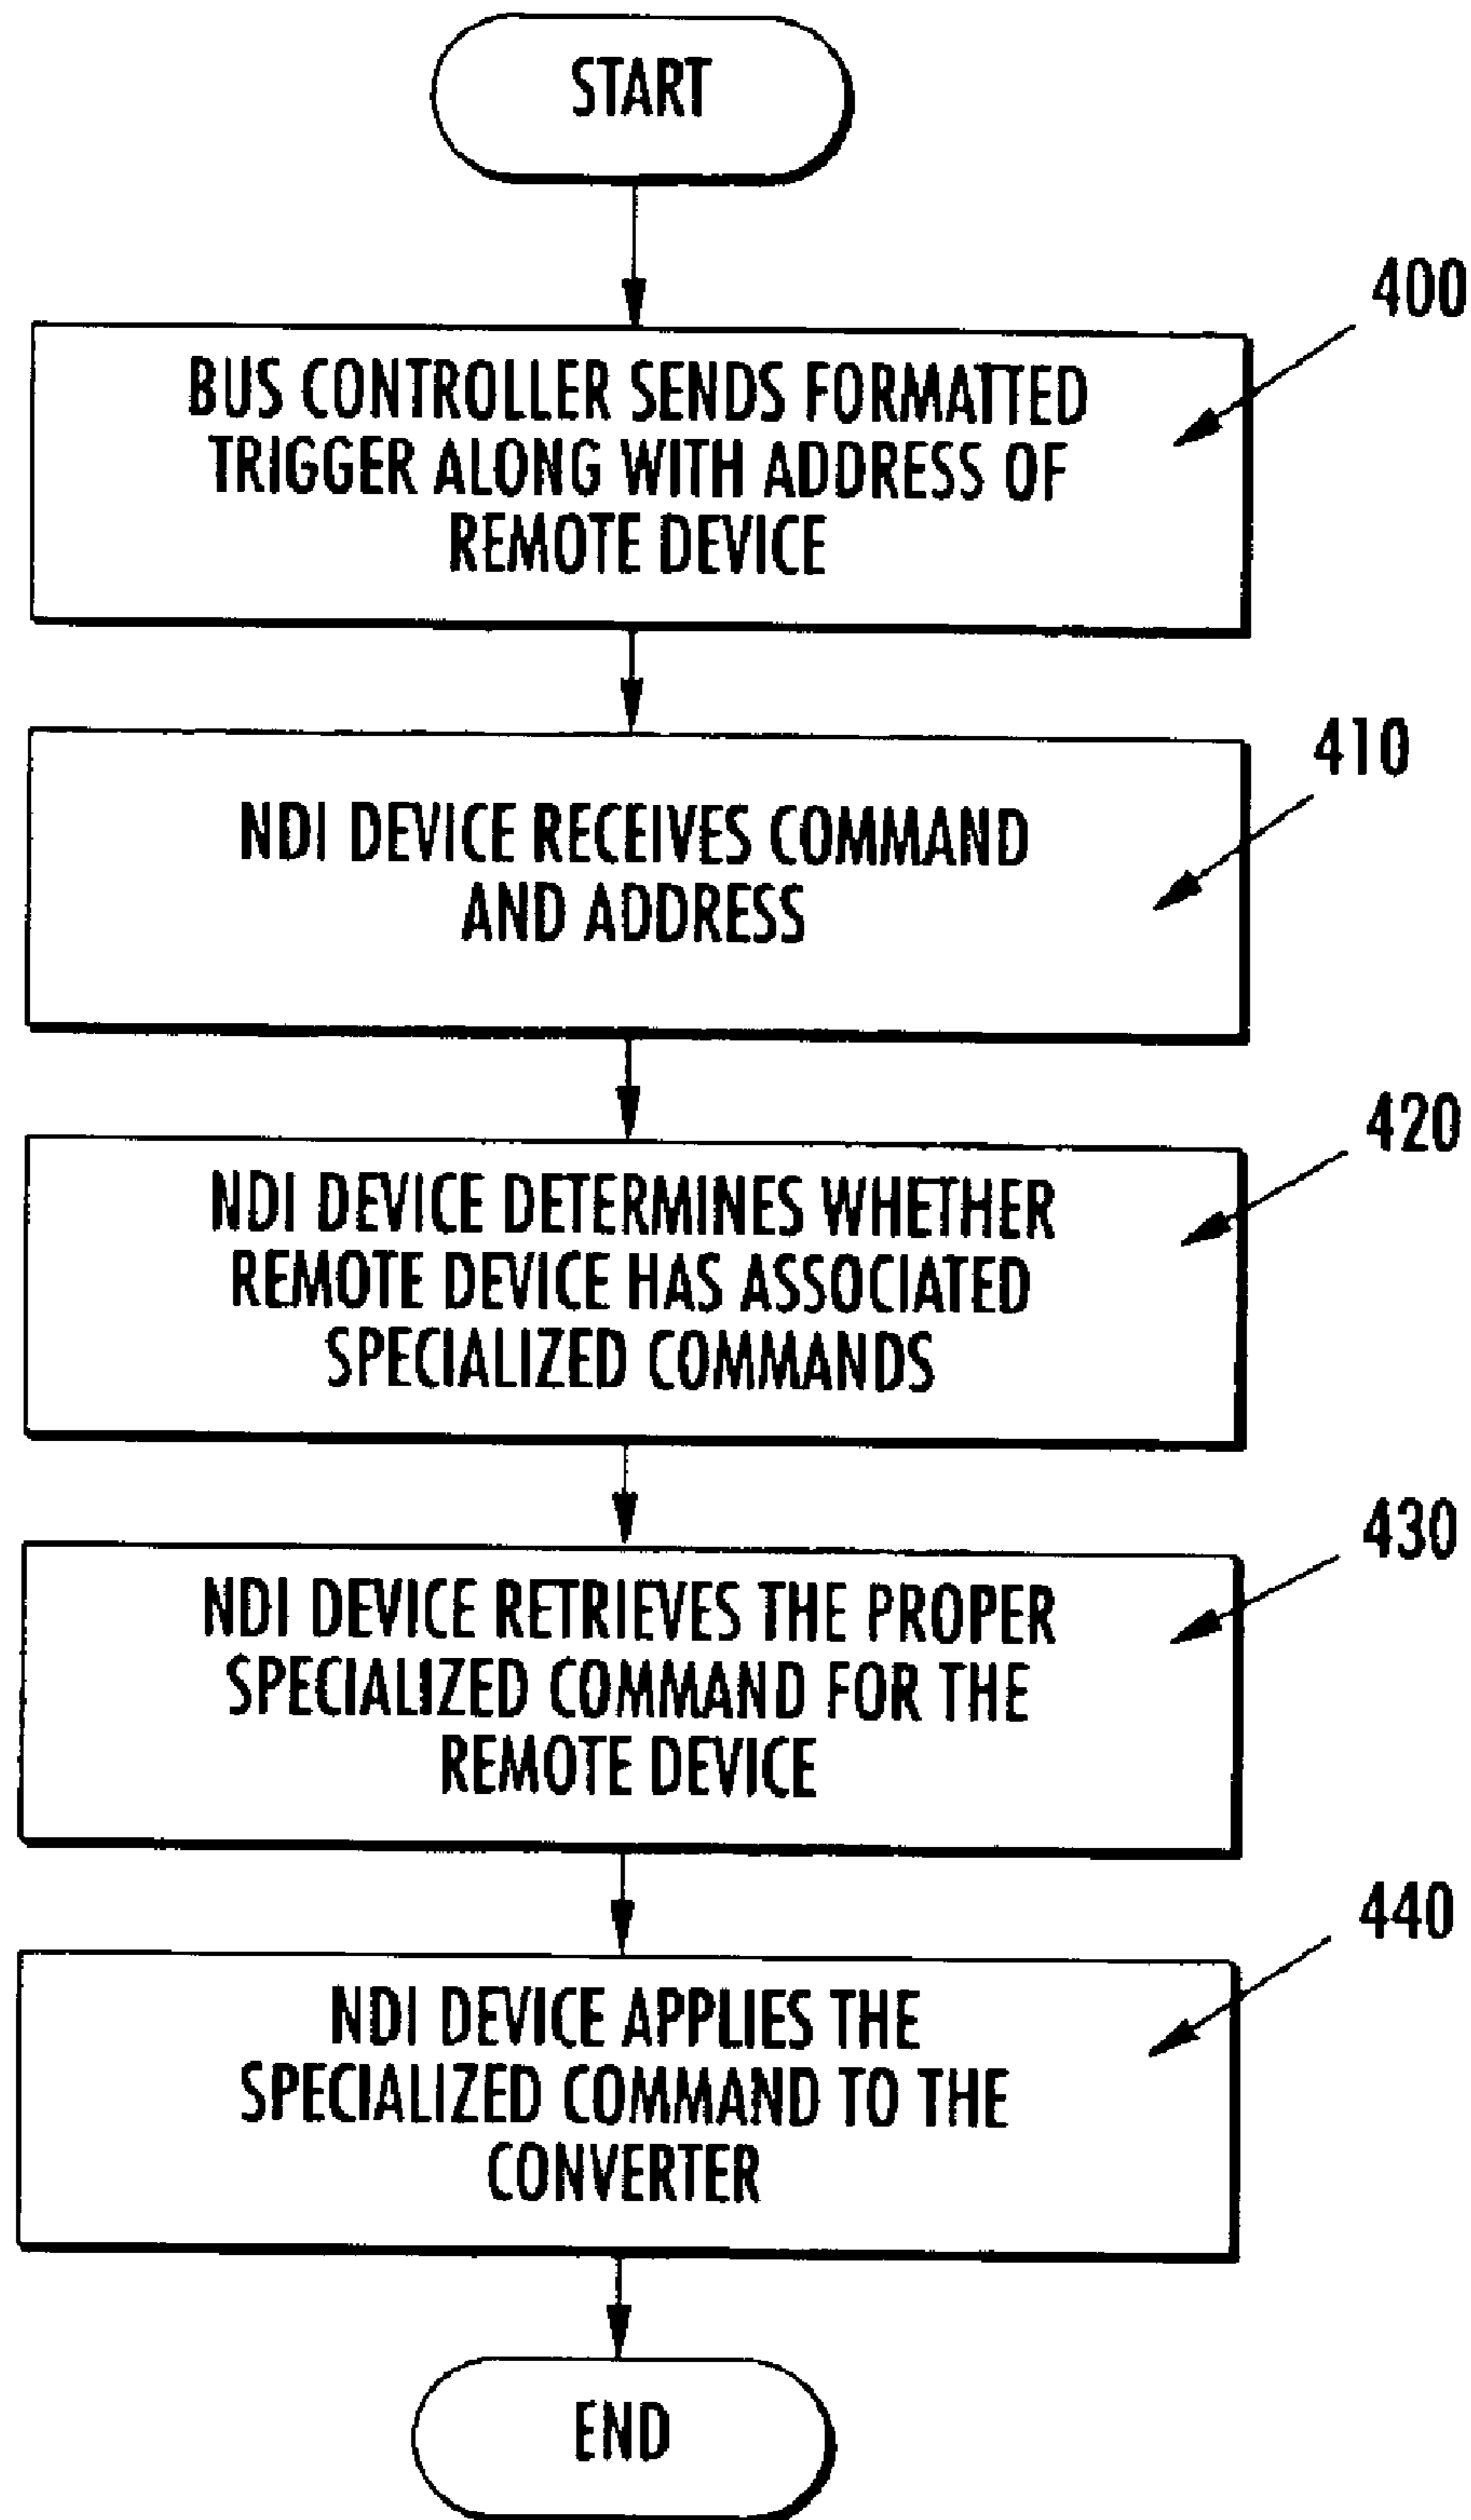 START
400
BUS CONTROLLER SENDS FORMATTED
TRIGGER ALONG WITH ADDRESS OF
REMOTE DEVICE
410
NDI DEVICE RECEIVES COMMAND
AND ADDRESS
420
NDI DEVICE DETERMINES WHETHER
REMOTE DEVICE HAS ASSOCIATED
SPECIALIZED COMMANDS
430
NDI DEVICE RETRIEVES THE PROPER
SPECIALIZED COMMAND FOR THE
REMOTE DEVICE
440
NDI DEVICE APPLIES THE
SPECIALIZED COMMAND TO THE
CONVERTER
END